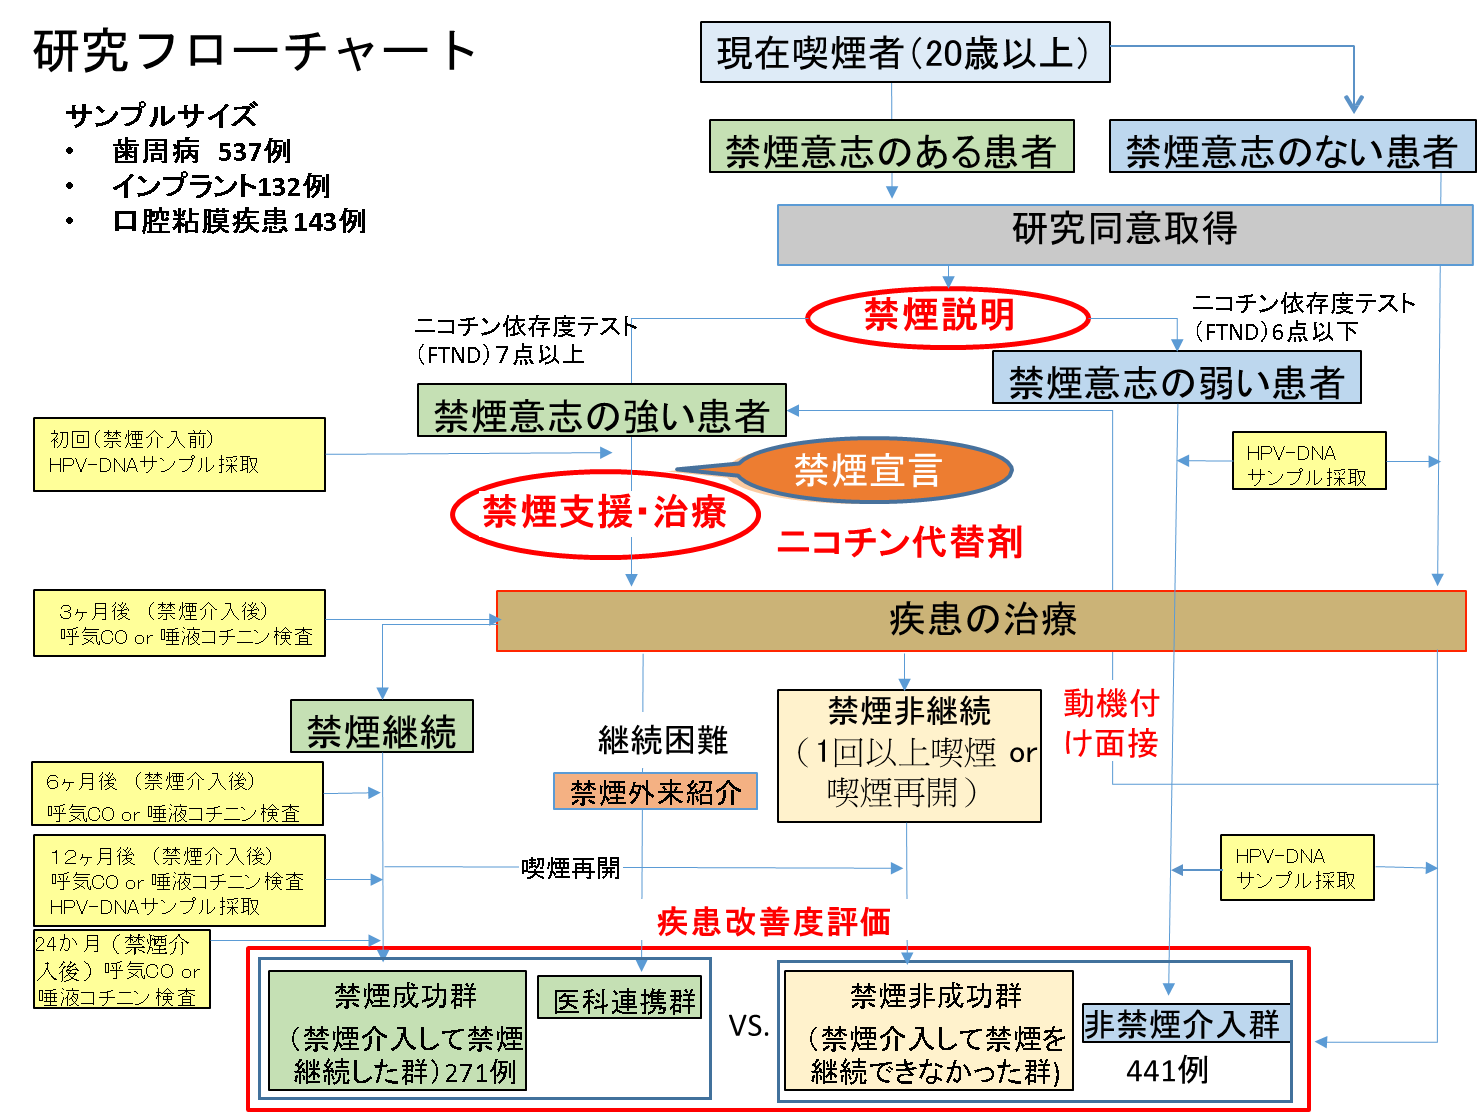 研究フローチャート
サンプルサイズ
• 歯周病 537例
• インプラント132例
• 口腔粘膜疾患143例
現在喫煙者(20歳以上)
禁煙意志のある患者
禁煙意志のない患者
研究同意取得
禁煙説明
ニコチン依存度テスト
(FTND)7点以上
ニコチン依存度テスト
(FTND)6点以下
禁煙意志の強い患者
禁煙意志の弱い患者
初回(禁煙介入前)
HPV-DNAサンプル採取
禁煙宣言
HPV-DNA
サンプル採取
禁煙支援・治療
ニコチン代替剤
3ヶ月後 (禁煙介入後)
呼気CO or 唾液コチニン検査
疾患の治療
禁煙継続
継続困難
禁煙外来紹介
禁煙非継続
(1回以上喫煙 or
喫煙再開)
動機付
け面接
6ヶ月後 (禁煙介入後)
呼気CO or 唾液コチニン検査
12ヶ月後 (禁煙介入後)
呼気CO or 唾液コチニン検査
HPV-DNAサンプル採取
喫煙再開
HPV-DNA
サンプル採取
疾患改善度評価
24か月(禁煙介
入後)呼気CO or
唾液コチニン検査
禁煙成功群
(禁煙介入して禁煙
継続した群)271例
医科連携群
VS.
禁煙非成功群
(禁煙介入して禁煙を
継続できなかった群)
非禁煙介入群
441例